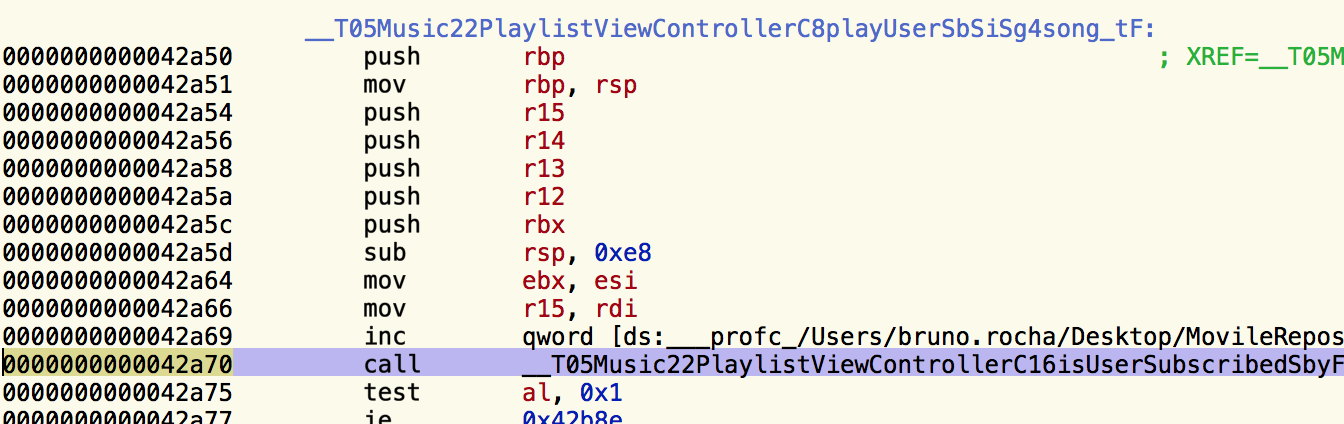 __T05Music22PlaylistViewControllerC8playUserSbSiSg4song_tF:
0000000000042a50 push rbp ; XREF=__T05M
0000000000042a51 mov rbp, rsp
0000000000042a54 push r15
0000000000042a56 push r14
0000000000042a58 push r13
0000000000042a5a push r12
0000000000042a5c push rbx
0000000000042a5d sub rsp, 0xe8
0000000000042a64 mov ebx, esi
0000000000042a66 mov r15, rdi
0000000000042a69 inc qword [ds:___profc_/Users/bruno.rocha/Desktop/MovileRepos
0000000000042a70 call __T05Music22PlaylistViewControllerC16isUserSubscribedSbyF
0000000000042a75 test al, 0x1
0000000000042a77 je 0x42b8e